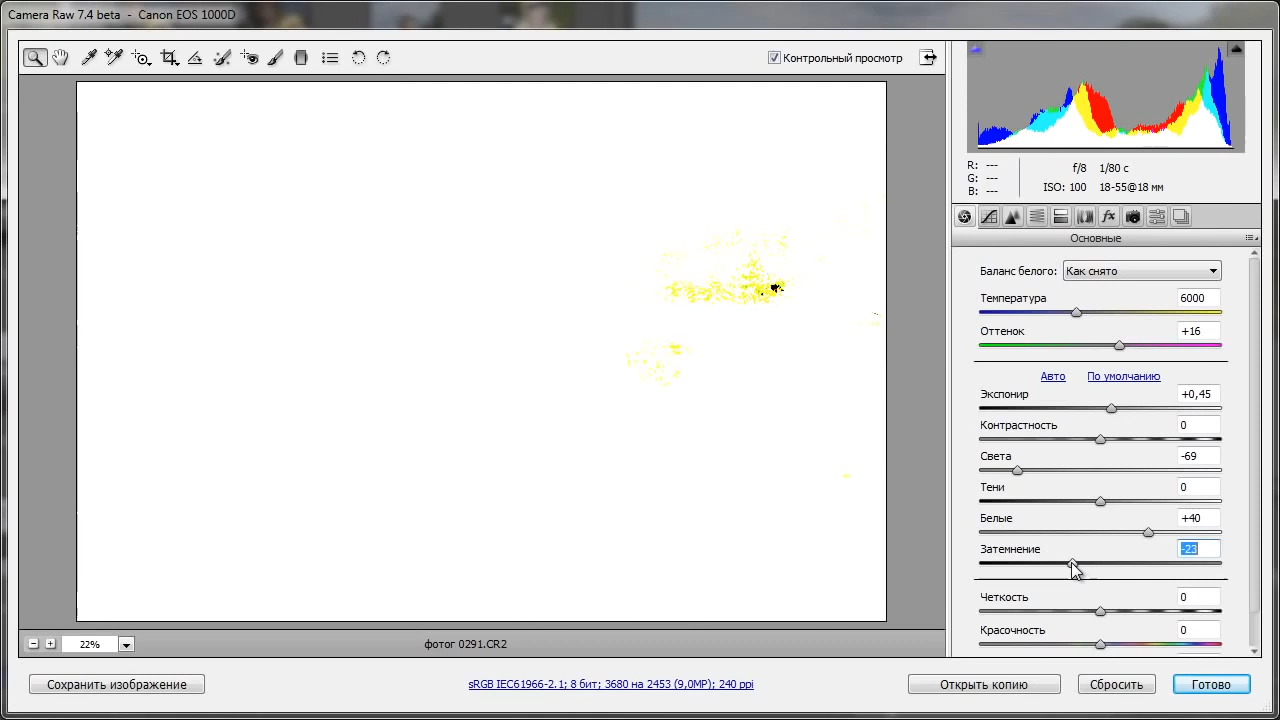 Camera Raw 7.4 beta - Canon EOS 1000D
Контрольный просмотр
R: ---
G: ---
B: ---
f/8 1/80 с
ISO: 100 18-55@18 мм
Основные
Баланс белого: Как снято
Температура 6000
Оттенок +16
Авто По умолчанию
Экспонир +0,45
Контрастность 0
Света -69
Тени 0
Белые +40
Затемнение -23
Четкость 0
Красочность 0
22%
фотог 0291.CR2
Сохранить изображение
sRGB IEC61966-2.1; 8 бит; 3680 на 2453 (9,0MP); 240 ppi
Открыть копию
Сбросить
Готово